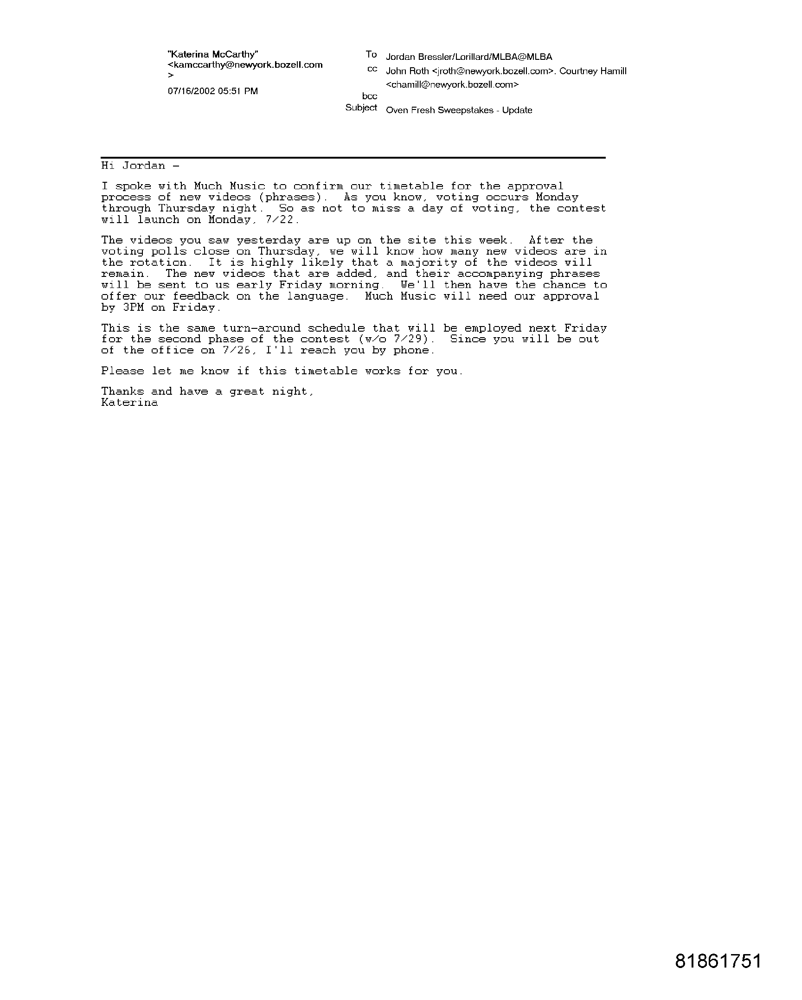 "Katerina McCarthy"
<kamccarthy@newyork.bozell.com
>
07/16/2002 05:51 PM
To Jordan Bressler/Lorillard/MLBA@MLBA
cc John Roth <jroth@newyork.bozell.com>, Courtney Hamill
<chamill@newyork.bozell.com>
bcc
Subject Oven Fresh Sweepstakes - Update
Hi Jordan -
I spoke with Much Music to confirm our timetable for the approval
process of new videos (phrases). As you know, voting occurs Monday
through Thursday night. So as not to miss a day of voting, the contest
will launch on Monday, 7/22.
The videos you saw yesterday are up on the site this week. After the
voting polls close on Thursday, we will know how many new videos are in
the rotation. It is highly likely that a majority of the videos will
remain. The new videos that are added, and their accompanying phrases
will be sent to us early Friday morning. We'll then have the chance to
offer our feedback on the language. Much Music will need our approval
by 3PM on Friday.
This is the same turn-around schedule that will be employed next Friday
for the second phase of the contest (w/o 7/29). Since you will be out
of the office on 7/26, I'll reach you by phone.
Please let me know if this timetable works for you.
Thanks and have a great night,
Katerina
81861751